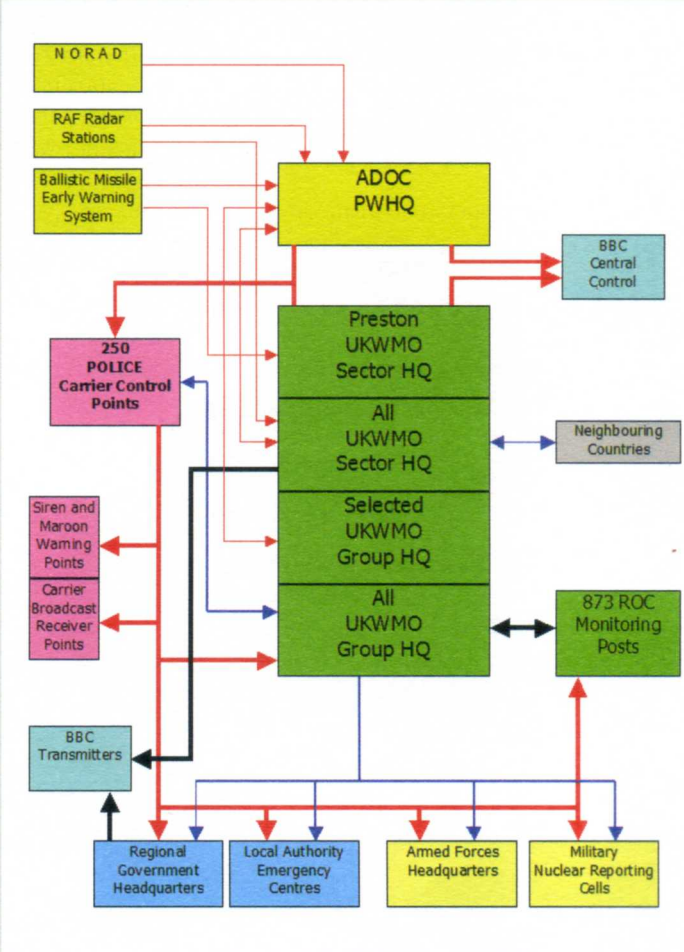 N O R A D
RAF Radar
Stations
Ballistic Missile
Early Warning
System
ADOC
PWHQ
BBC
Central
Control
250
POLICE
Carrier Control
Points
Preston
UKWMO
Sector HQ
All
UKWMO
Sector HQ
Neighbouring
Countries
Selected
UKWMO
Group HQ
Siren and
Maroon
Warning
Points
Carrier
Broadcast
Receiver
Points
All
UKWMO
Group HQ
873 ROC
Monitoring
Posts
BBC
Transmitters
Regional
Government
Headquarters
Local Authority
Emergency
Centres
Armed Forces
Headquarters
Military
Nuclear Reporting
Cells